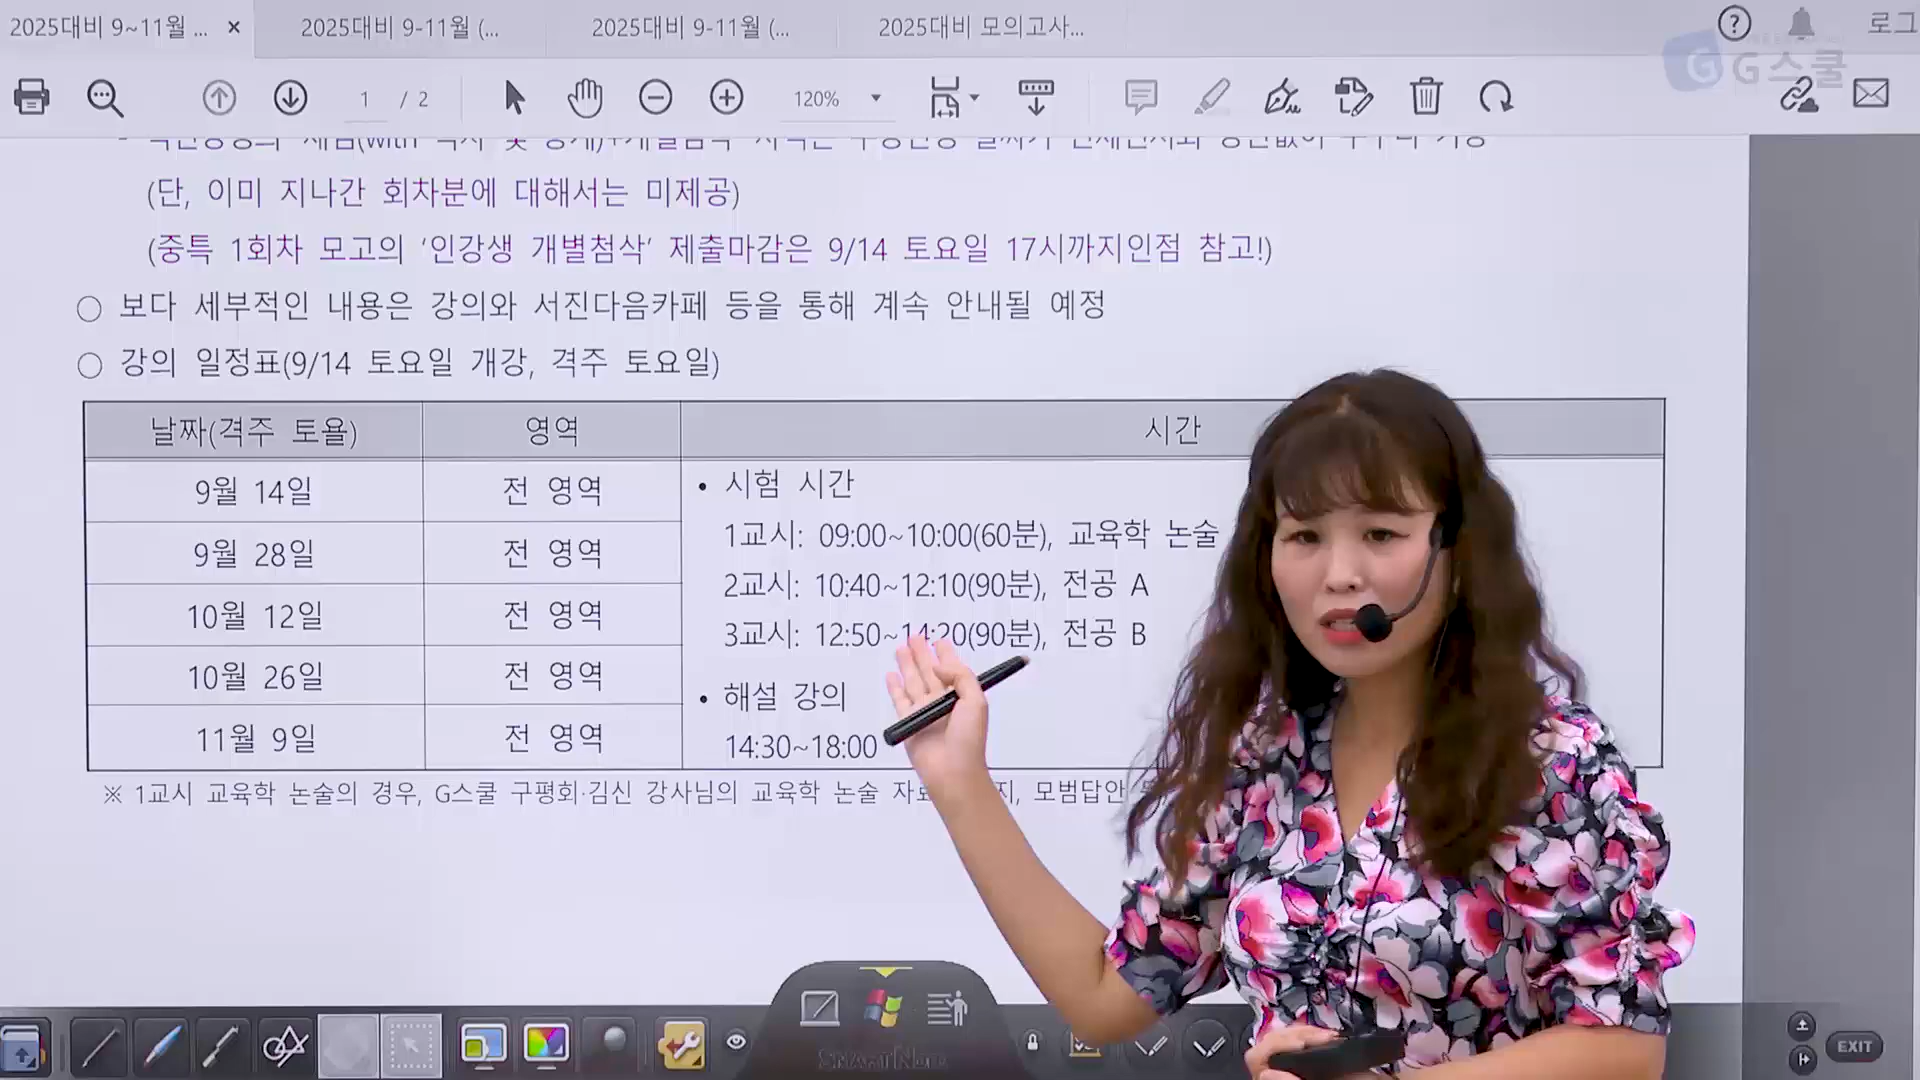 2025대비 9~11월 ...
2025대비 9-11월 (...
2025대비 9-11월 (...
2025대비 모의고사...
로그
G스쿨
1 / 2
120%
(단, 이미 지나간 회차분에 대해서는 미제공)
(중특 1회차 모고의 ‘인강생 개별첨삭’ 제출마감은 9/14 토요일 17시까지인점 참고!)
○ 보다 세부적인 내용은 강의와 서진다음카페 등을 통해 계속 안내될 예정
○ 강의 일정표(9/14 토요일 개강, 격주 토요일)
날짜(격주 토욜) 영역 시간
9월 14일 전 영역
9월 28일 전 영역
10월 12일 전 영역
10월 26일 전 영역
11월 9일 전 영역
• 시험 시간
1교시: 09:00~10:00(60분), 교육학 논술
2교시: 10:40~12:10(90분), 전공 A
3교시: 12:50~14:20(90분), 전공 B
• 해설 강의
14:30~18:00
※ 1교시 교육학 논술의 경우, G스쿨 구평회·김신 강사님의 교육학 논술 모범답안
EXIT